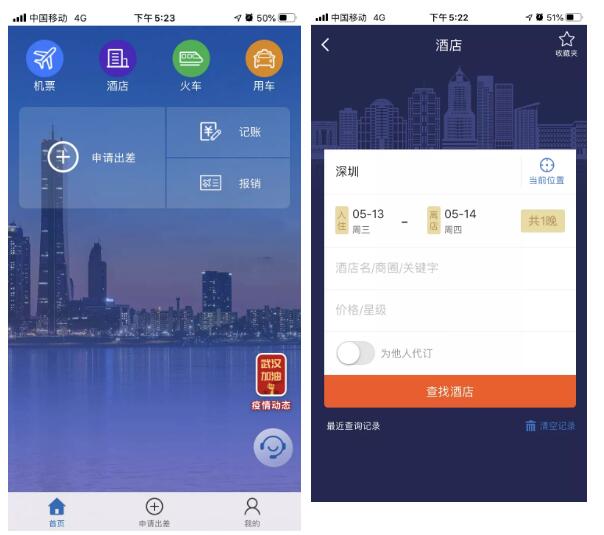 中国移动 4G
下午5:23
50%
机票
酒店
火车
用车
申请出差
记账
报销
武汉
加油
疫情动态
首页
申请出差
我的
中国移动 4G
下午5:22
51%
酒店
收藏夹
深圳
当前位置
入住
05-13
周三
-
离店
05-14
周四
共1晚
酒店名/商圈/关键字
价格/星级
为他人代订
查找酒店
最近查询记录
清空记录